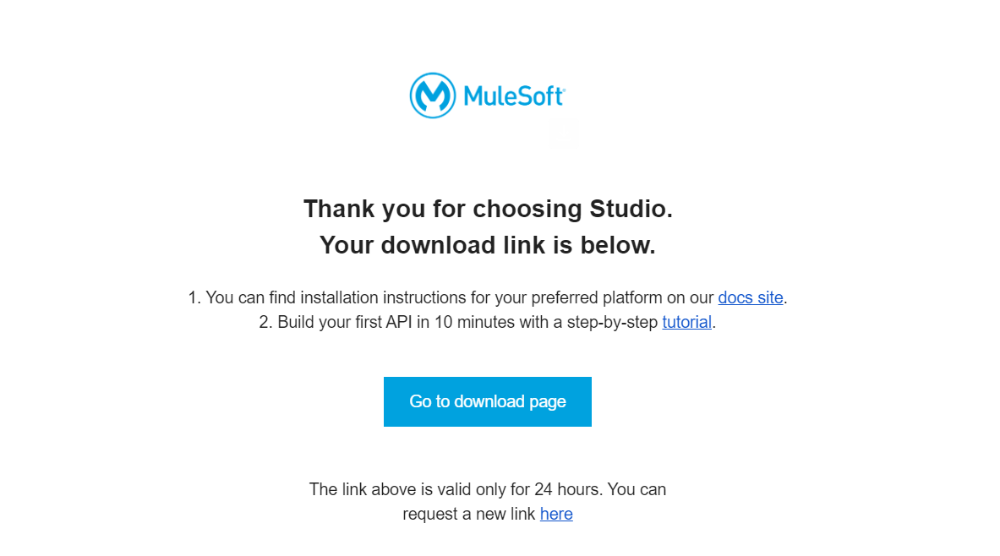 MuleSoft
Thank you for choosing Studio.
Your download link is below.
1. You can find installation instructions for your preferred platform on our docs site.
2. Build your first API in 10 minutes with a step-by-step tutorial.
Go to download page
The link above is valid only for 24 hours. You can
request a new link here